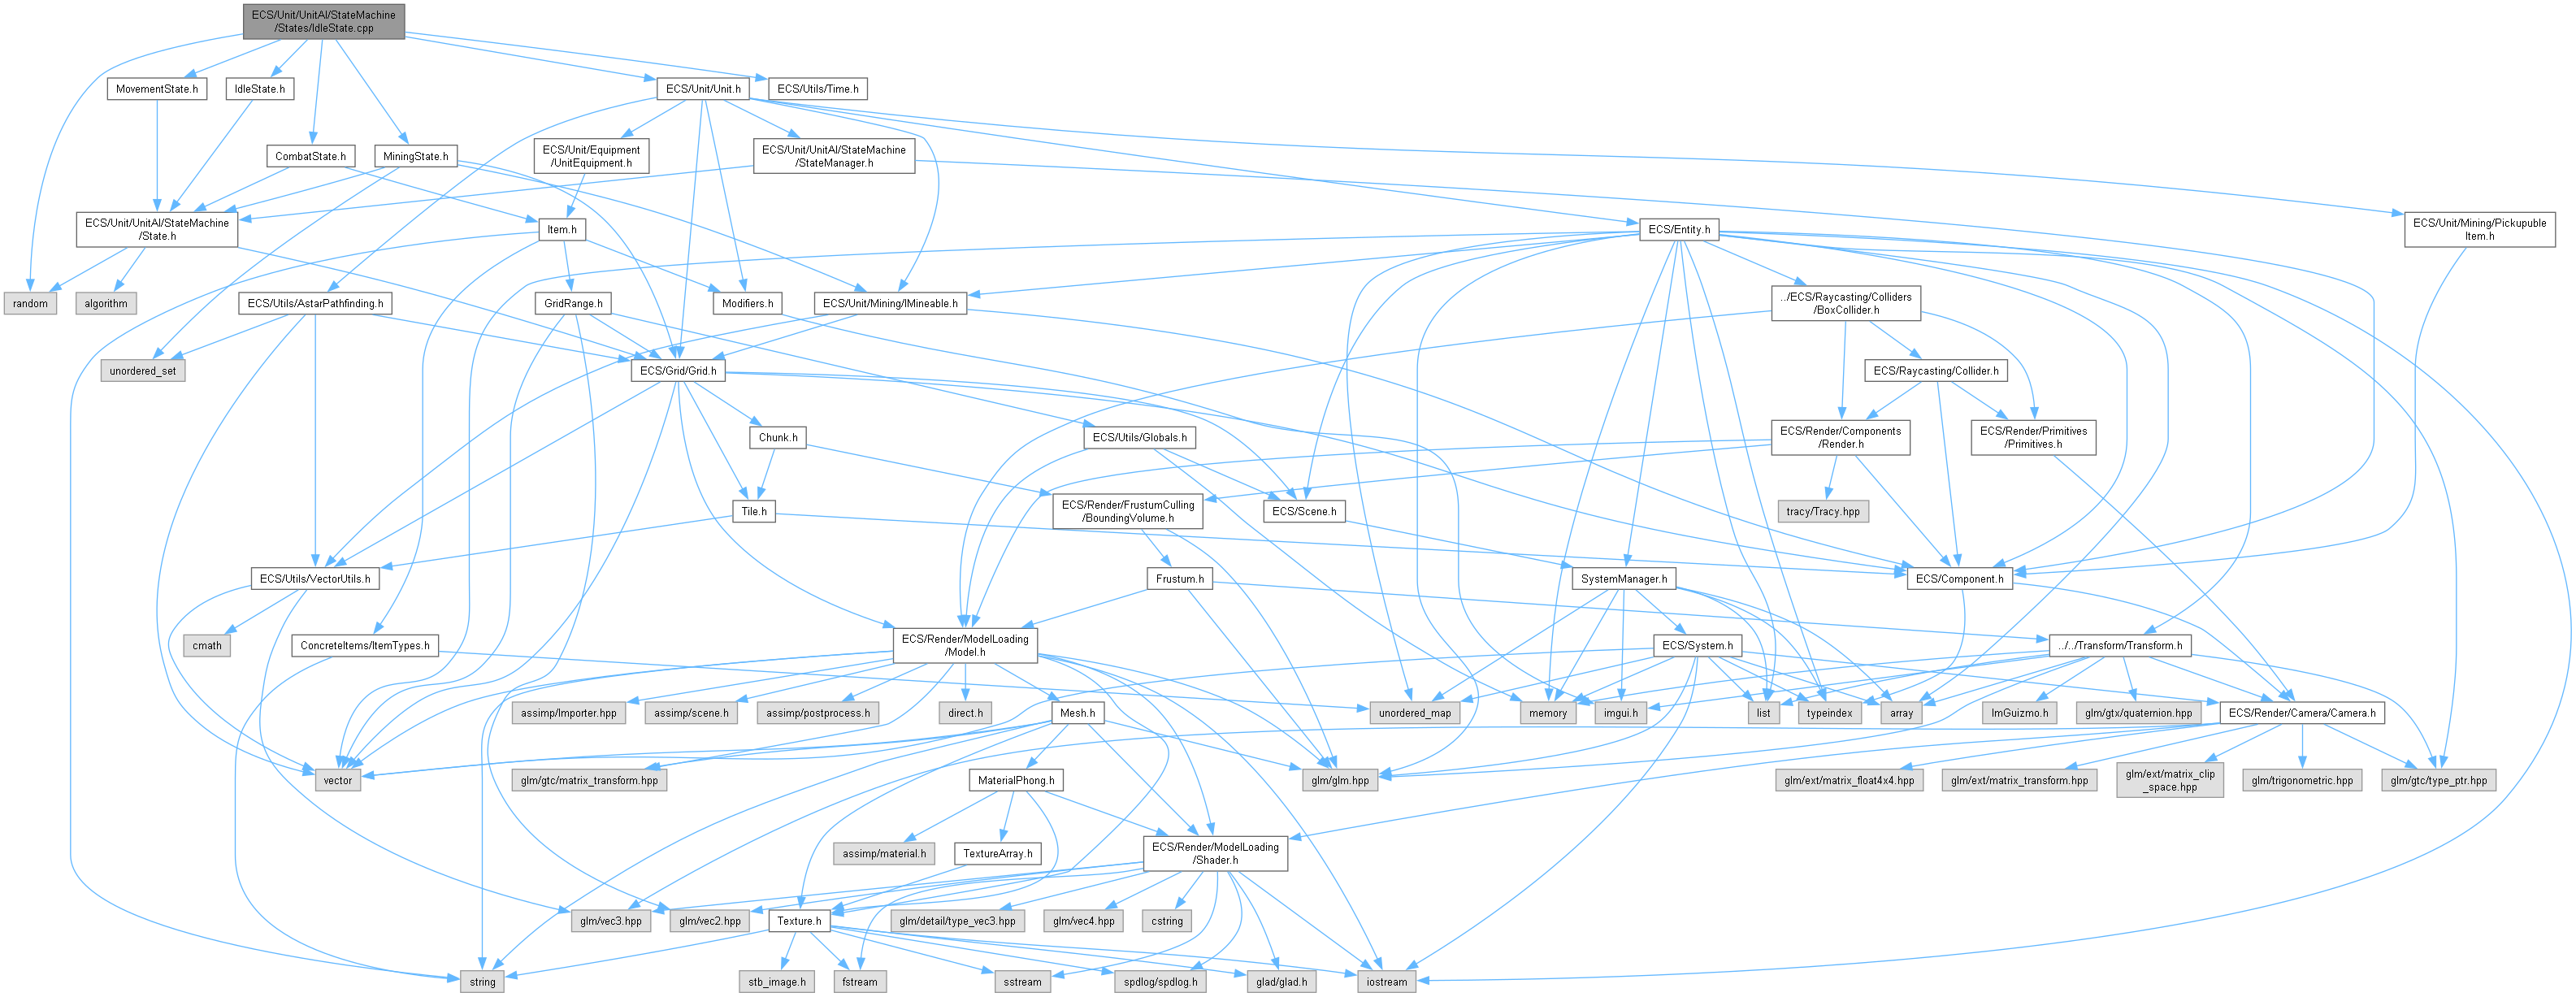 ECS/Unit/UnitAI/StateMachine
/States/IdleState.cpp
MovementState.h
IdleState.h
ECS/Unit/Unit.h
ECS/Utils/Time.h
CombatState.h
MiningState.h
ECS/Unit/Equipment
/UnitEquipment.h
ECS/Unit/UnitAI/StateMachine
/StateManager.h
ECS/Unit/UnitAI/StateMachine
/State.h
Item.h
ECS/Entity.h
ECS/Unit/Mining/Pickupuble
Item.h
random
algorithm
ECS/Utils/AstarPathfinding.h
GridRange.h
Modifiers.h
ECS/Unit/Mining/IMineable.h
../ECS/Raycasting/Colliders
/BoxCollider.h
unordered_set
ECS/Grid/Grid.h
ECS/Raycasting/Collider.h
Chunk.h
ECS/Utils/Globals.h
ECS/Render/Components
/Render.h
ECS/Render/Primitives
/Primitives.h
Tile.h
ECS/Render/FrustumCulling
/BoundingVolume.h
ECS/Scene.h
tracy/Tracy.hpp
ECS/Utils/VectorUtils.h
Frustum.h
SystemManager.h
ECS/Component.h
cmath
ConcreteItems/ItemTypes.h
ECS/Render/ModelLoading
/Model.h
ECS/System.h
../../Transform/Transform.h
assimp/Importer.hpp
assimp/scene.h
assimp/postprocess.h
direct.h
Mesh.h
unordered_map
memory
imgui.h
list
typeindex
array
ImGuizmo.h
glm/gtx/quaternion.hpp
ECS/Render/Camera/Camera.h
vector
glm/gtc/matrix_transform.hpp
MaterialPhong.h
glm/glm.hpp
glm/ext/matrix_float4x4.hpp
glm/ext/matrix_transform.hpp
glm/ext/matrix_clip
_space.hpp
glm/trigonometric.hpp
glm/gtc/type_ptr.hpp
assimp/material.h
TextureArray.h
ECS/Render/ModelLoading
/Shader.h
glm/vec3.hpp
glm/vec2.hpp
Texture.h
glm/detail/type_vec3.hpp
glm/vec4.hpp
cstring
string
stb_image.h
fstream
sstream
spdlog/spdlog.h
glad/glad.h
iostream